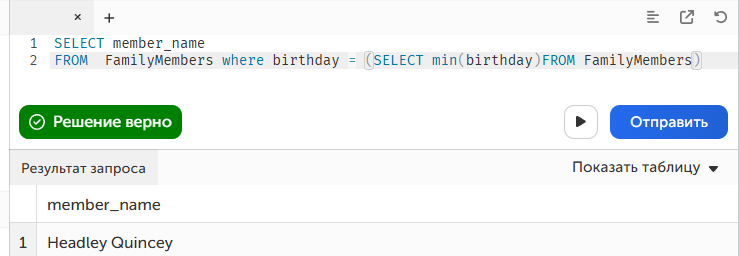 × +
1 SELECT member_name
2 FROM  FamilyMembers where birthday = (SELECT min(birthday)FROM FamilyMembers)
Решение верно
Отправить
Результат запроса
Показать таблицу
member_name
1 Headley Quincey